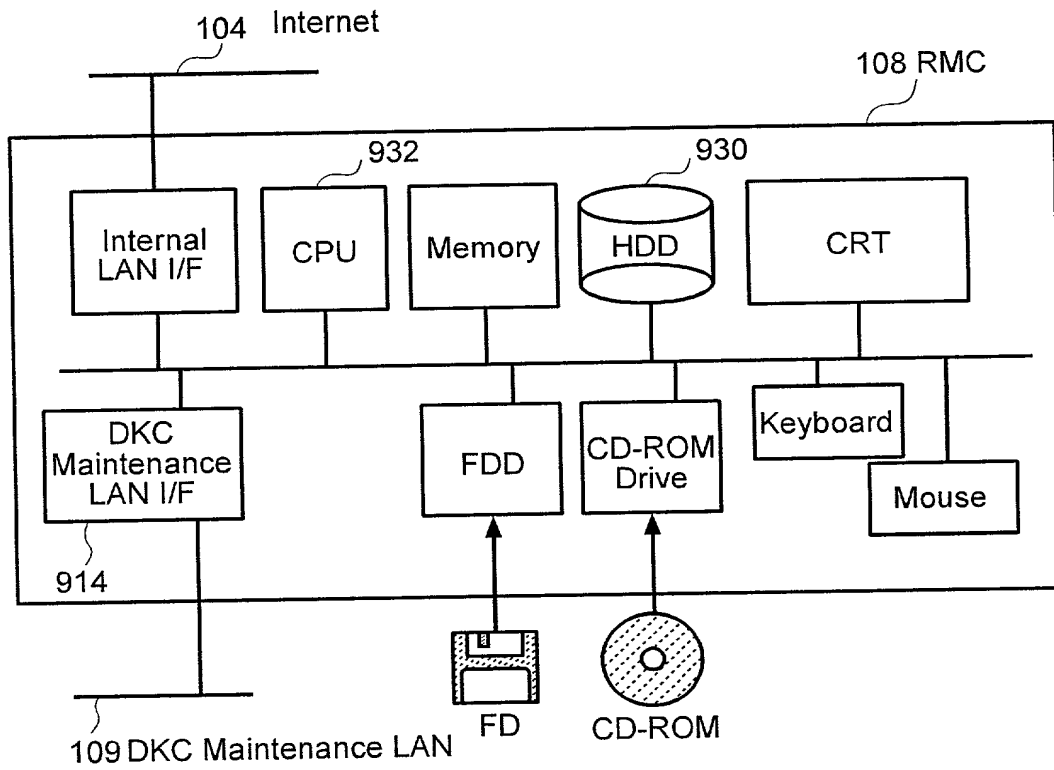 104 Internet
108 RMC
932
930
Internal
LAN I/F
CPU
Memory
HDD
CRT
DKC
Maintenance
LAN I/F
FDD
CD-ROM
Drive
Keyboard
Mouse
914
FD
CD-ROM
109 DKC Maintenance LAN